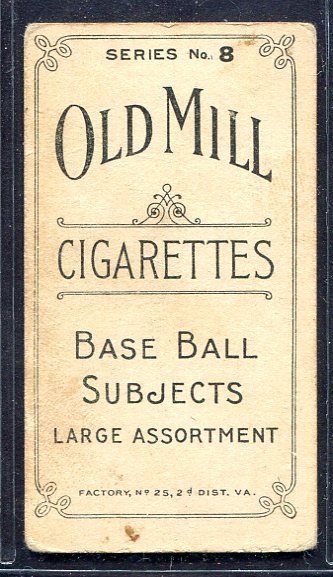 SERIES No. 8
OLD MILL
CIGARETTES
BASE BALL
SUBJECTS
LARGE ASSORTMENT
FACTORY, Nº 25, 2d DIST. VA.